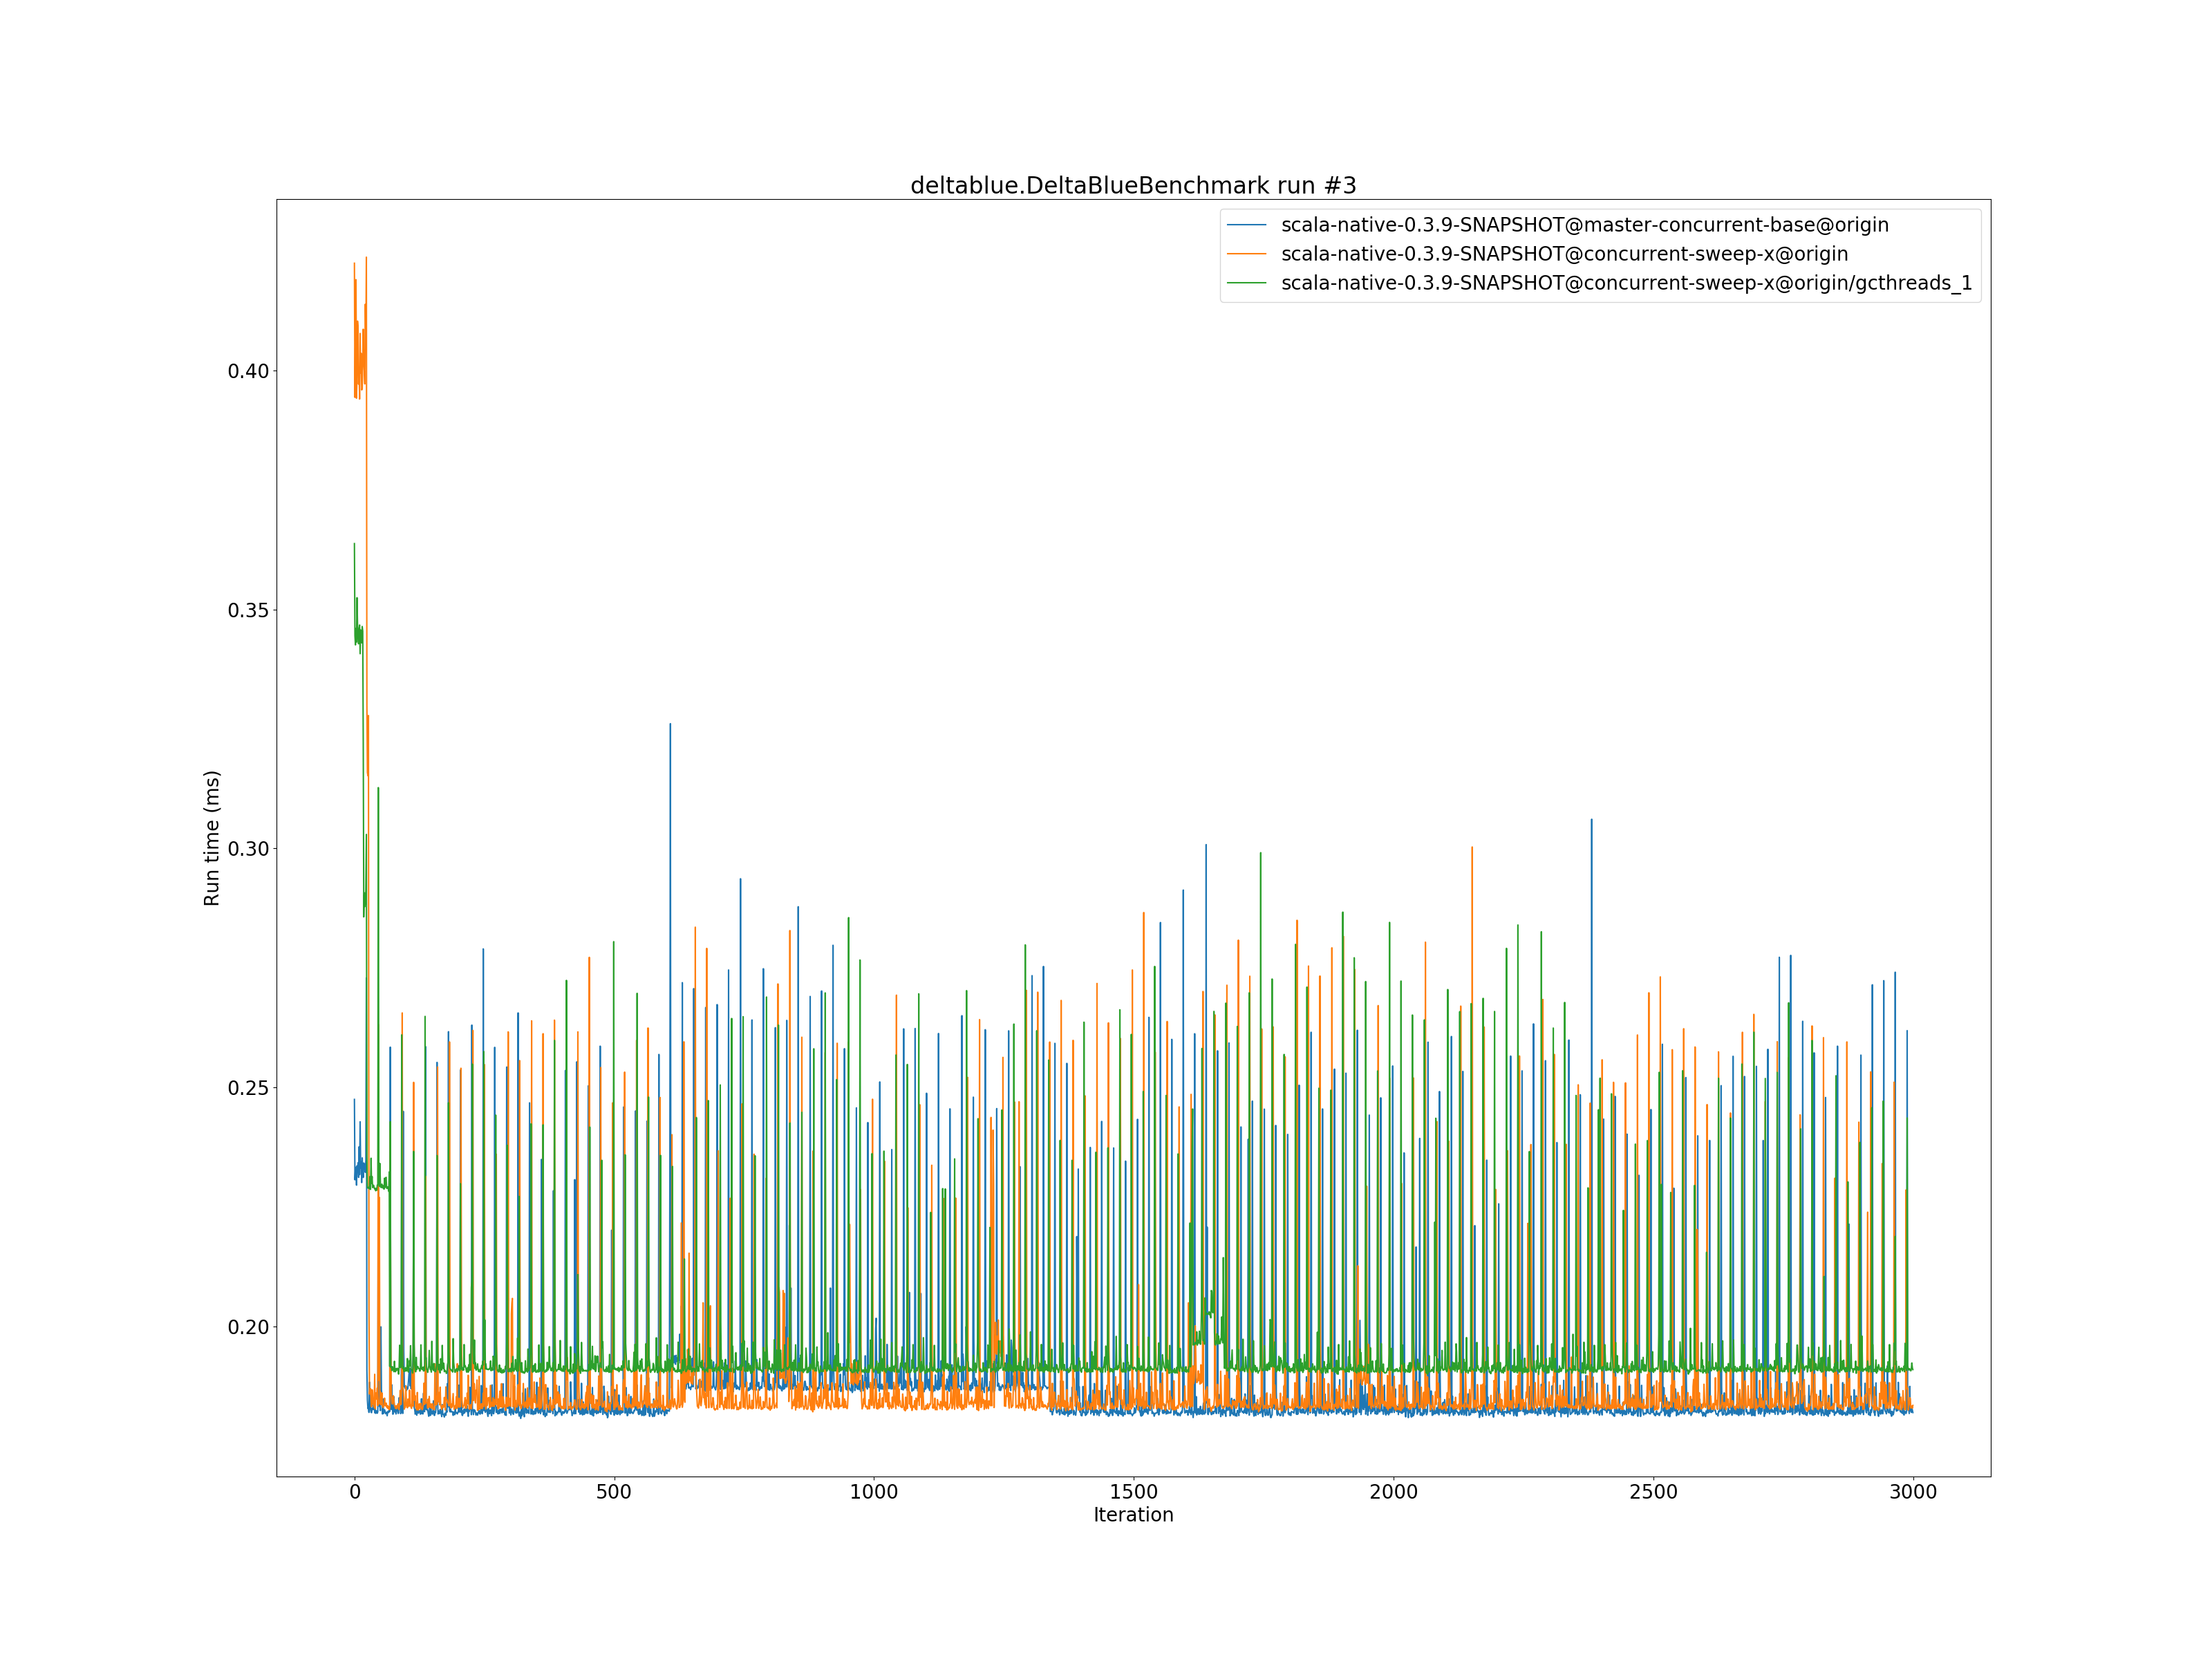 deltablue.DeltaBlueBenchmark run #3
scala-native-0.3.9-SNAPSHOT@master-concurrent-base@origin
scala-native-0.3.9-SNAPSHOT@concurrent-sweep-x@origin
scala-native-0.3.9-SNAPSHOT@concurrent-sweep-x@origin/gcthreads_1
0.40
0.35
0.30
0.25
0.20
Run time (ms)
0 500 1000 1500 2000 2500 3000
Iteration